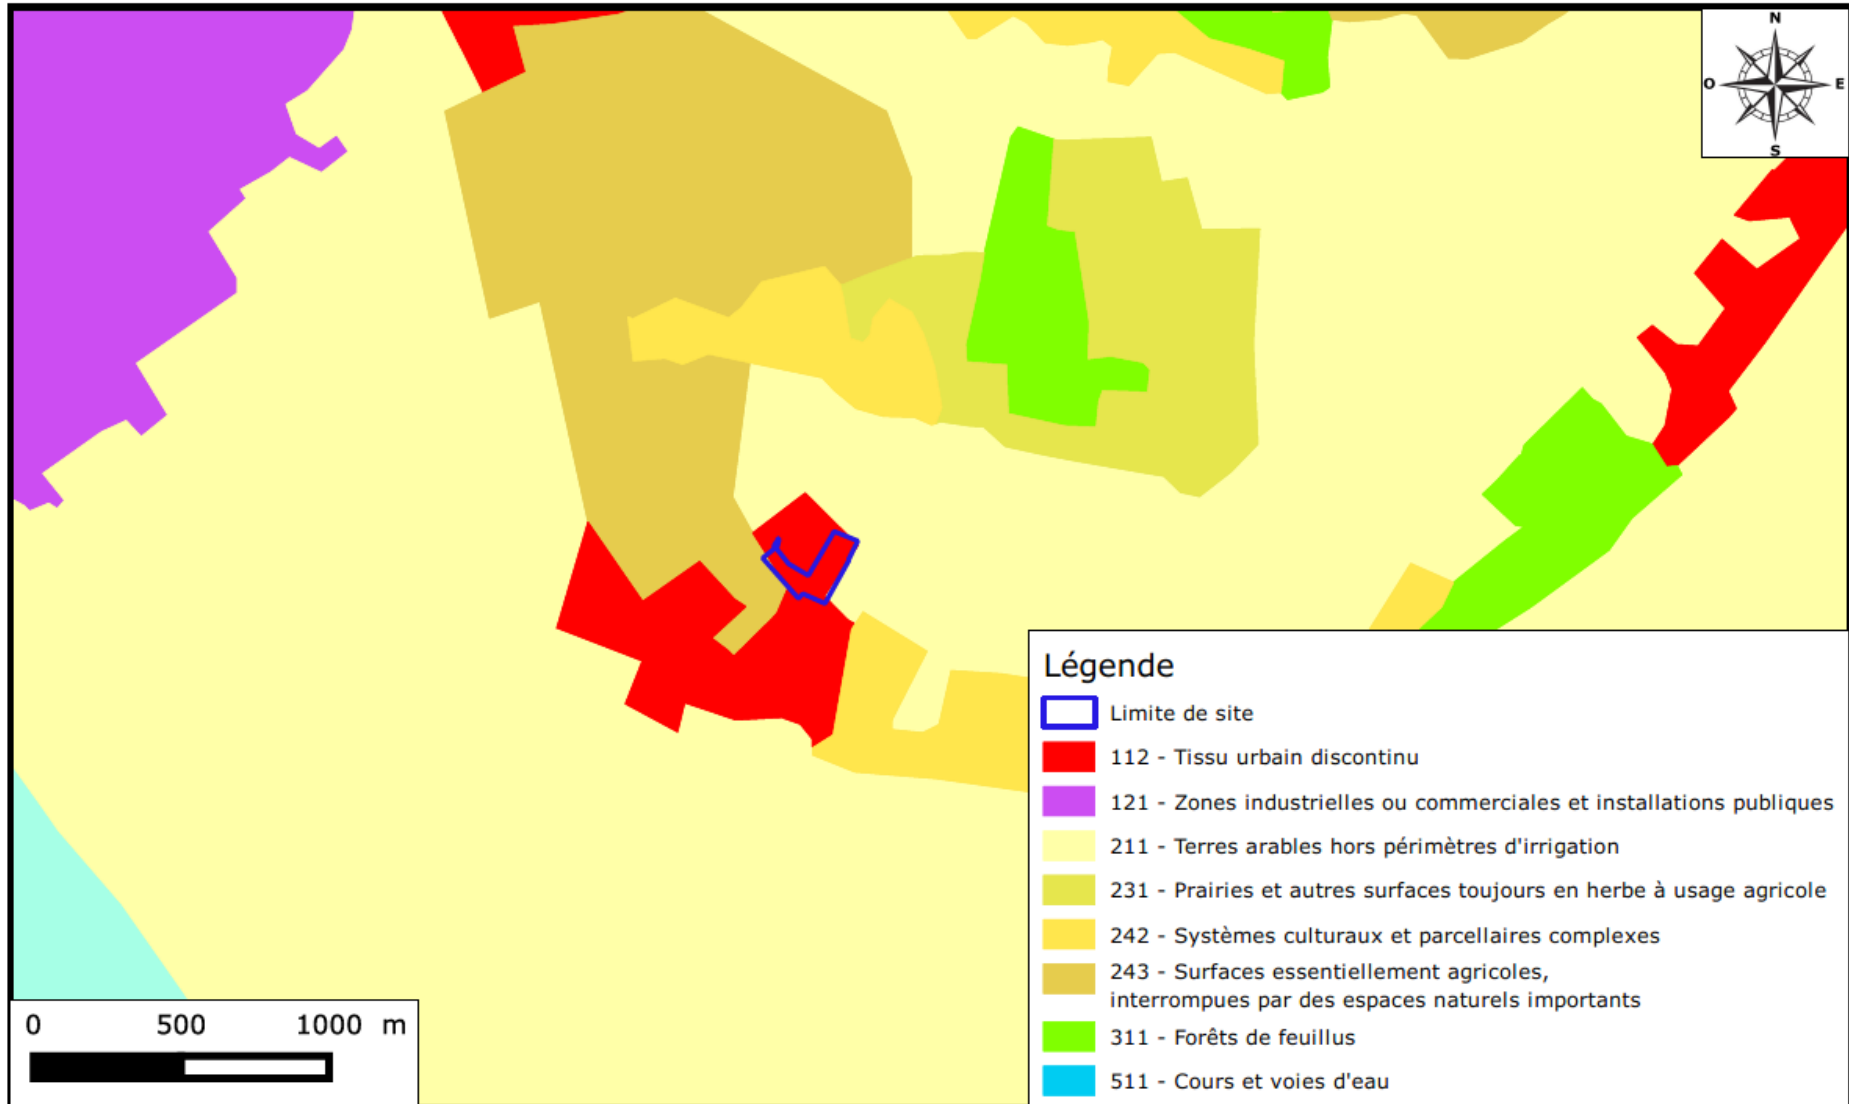 N
O E
S
Légende
Limite de site
112 - Tissu urbain discontinu
121 - Zones industrielles ou commerciales et installations publiques
211 - Terres arables hors périmètres d'irrigation
231 - Prairies et autres surfaces toujours en herbe à usage agricole
242 - Systèmes culturaux et parcellaires complexes
243 - Surfaces essentiellement agricoles,
interrompues par des espaces naturels importants
311 - Forêts de feuillus
511 - Cours et voies d'eau
0 500 1000 m